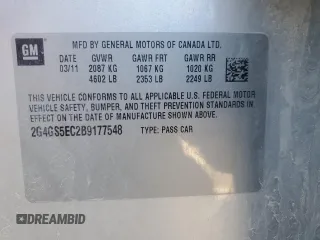 GM
MFD BY GENERAL MOTORS OF CANADA LTD.
DATE GVWR GAWR FRT GAWR RR
03/11 2087 KG 1067 KG 1020 KG
4602 LB 2353 LB 2249 LB
THIS VEHICLE CONFORMS TO ALL APPLICABLE U.S. FEDERAL MOTOR
VEHICLE SAFETY, BUMPER, AND THEFT PREVENTION STANDARDS IN
EFFECT ON THE DATE OF MANUFACTURE SHOWN ABOVE.
2G4GS5EC2B9177548 TYPE: PASS CAR
AUTOBIDMASTER